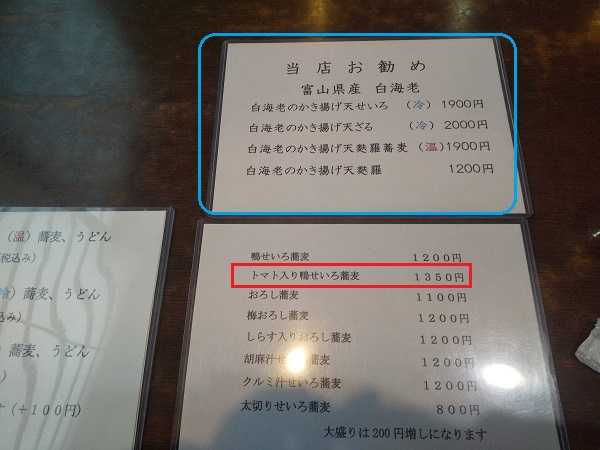 当店お勧め
富山県産 白海老
白海老のかき揚げ天せいろ (冷) 1900円
白海老のかき揚げ天ざる (冷) 2000円
白海老のかき揚げ天麩羅蕎麦 (温) 1900円
白海老のかき揚げ天麩羅 1200円
鴨せいろ蕎麦 1200円
トマト入り鴨せいろ蕎麦 1350円
おろし蕎麦 1100円
梅おろし蕎麦 1200円
しらす入りおろし蕎麦 1200円
胡麻汁せいろ蕎麦 1200円
クルミ汁せいろ蕎麦 1200円
太切りせいろ蕎麦 800円
大盛りは200円増しになります
(温) 蕎麦、うどん
税込み)
冷) 蕎麦、うどん
込み)
) 蕎麦、うどん
(+100円)